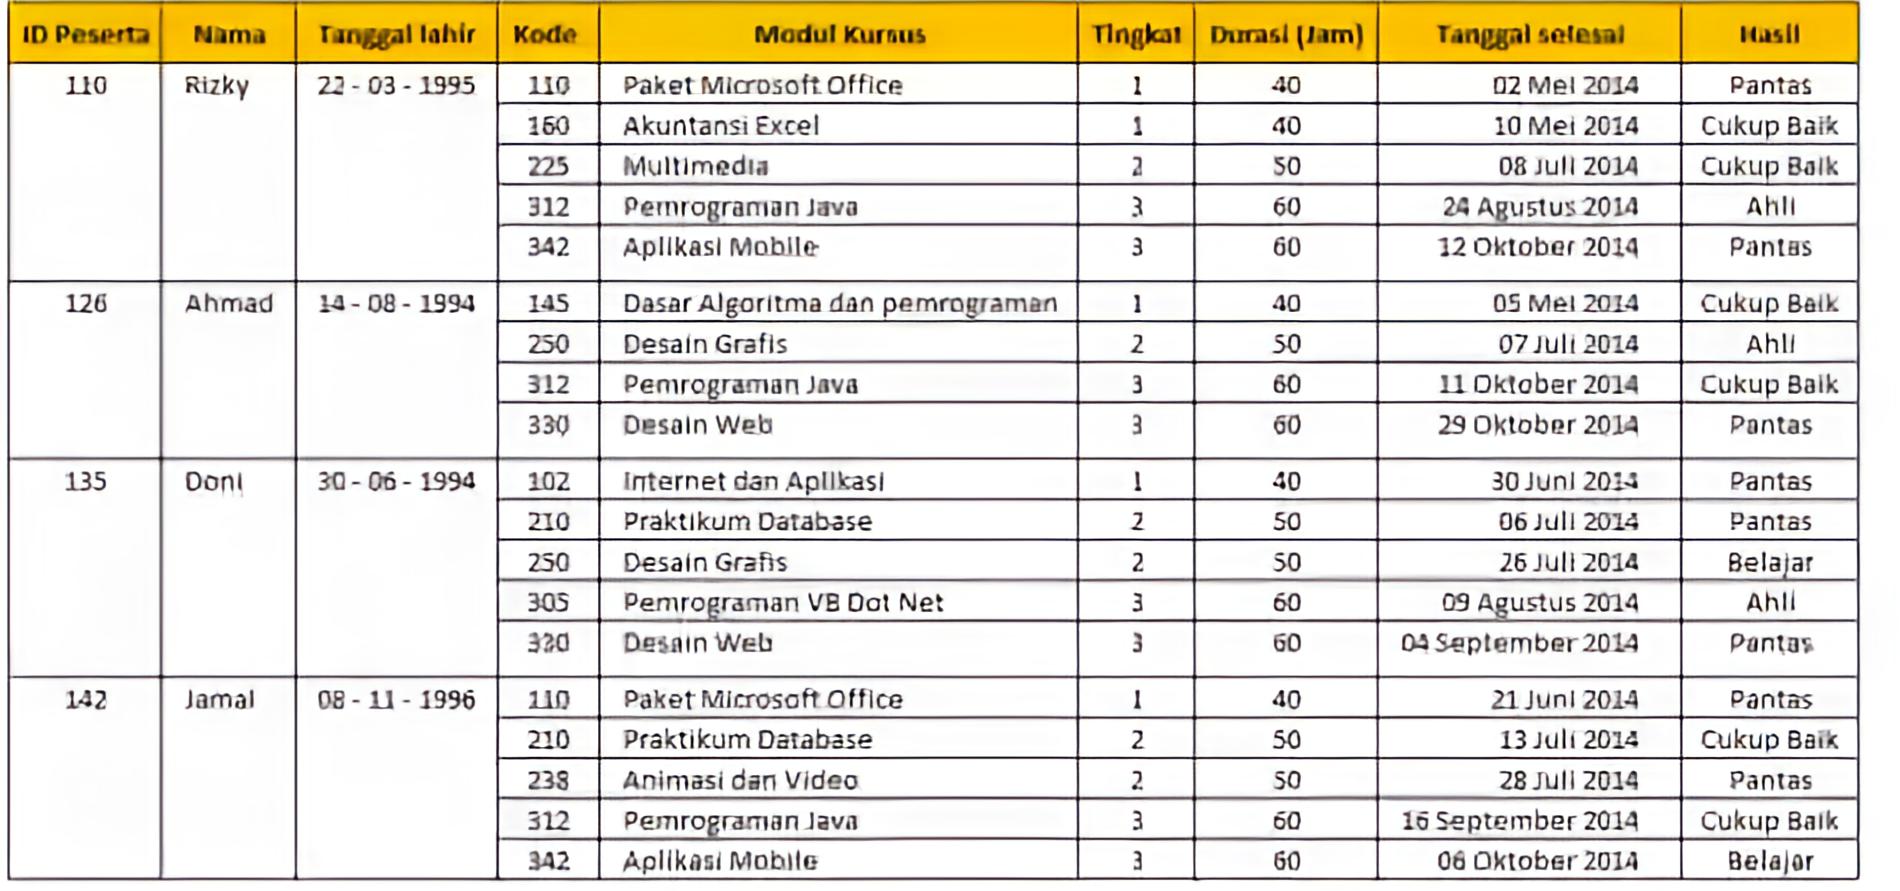 ID Peserta Nama Tanggal lahir Kode Modul Kursus Tingkat Durasi (Jam) Tanggal selesai Hasil
110 Rizky 22 - 03 - 1995 110 Paket Microsoft Office 1 40 02 Mei 2014 Pantas
160 Akuntansi Excel 1 40 10 Mei 2014 Cukup Baik
225 Multimedia 2 50 08 Juli 2014 Cukup Baik
312 Pemrograman Java 3 60 24 Agustus 2014 Ahli
342 Aplikasi Mobile 3 60 12 Oktober 2014 Pantas
126 Ahmad 14 - 08 - 1994 145 Dasar Algoritma dan pemrograman 1 40 05 Mei 2014 Cukup Baik
250 Desain Grafis 2 50 07 Juli 2014 Ahli
312 Pemrograman Java 3 60 11 Oktober 2014 Cukup Baik
330 Desain Web 3 60 29 Oktober 2014 Pantas
135 Doni 30 - 06 - 1994 102 Internet dan Aplikasi 1 40 30 Juni 2014 Pantas
210 Praktikum Database 2 50 06 Juli 2014 Pantas
250 Desain Grafis 2 50 26 Juli 2014 Belajar
305 Pemrograman VB Dot Net 3 60 09 Agustus 2014 Ahli
330 Desain Web 3 60 04 September 2014 Pantas
142 Jamal 08 - 11 - 1996 110 Paket Microsoft Office 1 40 21 Juni 2014 Pantas
210 Praktikum Database 2 50 13 Juli 2014 Cukup Baik
238 Animasi dan Video 2 50 28 Juli 2014 Pantas
312 Pemrograman Java 3 60 16 September 2014 Cukup Baik
342 Aplikasi Mobile 3 60 06 Oktober 2014 Belajar